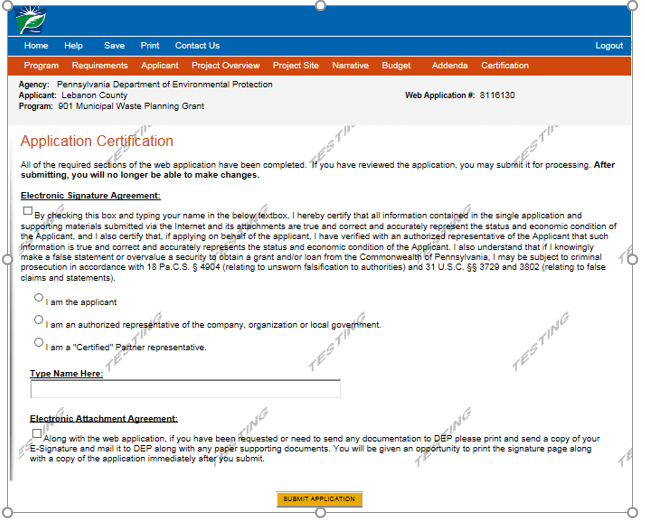 Home Help Save Print Contact Us Logout
Program Requirements Applicant Project Overview Project Site Narrative Budget Addenda Certification
Agency: Pennsylvania Department of Environmental Protection
Applicant: Lebanon County Web Application #: 8116130
Program: 901 Municipal Waste Planning Grant
Application Certification
All of the required sections of the web application have been completed. If you have reviewed the application, you may submit it for processing. After
submitting, you will no longer be able to make changes.
Electronic Signature Agreement:
By checking this box and typing your name in the below textbox, I hereby certify that all information contained in the single application and
supporting materials submitted via the Internet and its attachments are true and correct and accurately represent the status and economic condition of
the Applicant, and I also certify that, if applying on behalf of the applicant, I have verified with an authorized representative of the Applicant that such
information is true and correct and accurately represents the status and economic condition of the Applicant. I also understand that if I knowingly
make a false statement or overvalue a security to obtain a grant and/or loan from the Commonwealth of Pennsylvania, I may be subject to criminal
prosecution in accordance with 18 Pa.C.S. § 4904 (relating to unsworn falsification to authorities) and 31 U.S.C. §§ 3729 and 3802 (relating to false
claims and statements).
I am the applicant
I am an authorized representative of the company, organization or local government.
I am a "Certified" Partner representative.
Type Name Here:
Electronic Attachment Agreement:
Along with the web application, if you have been requested or need to send any documentation to DEP please print and send a copy of your
E-Signature and mail it to DEP along with any paper supporting documents. You will be given an opportunity to print the signature page along
with a copy of the application immediately after you submit.
SUBMIT APPLICATION
TESTING
TESTING
TESTING
TESTING
TESTING
TESTING
TESTING
TESTING
TESTING